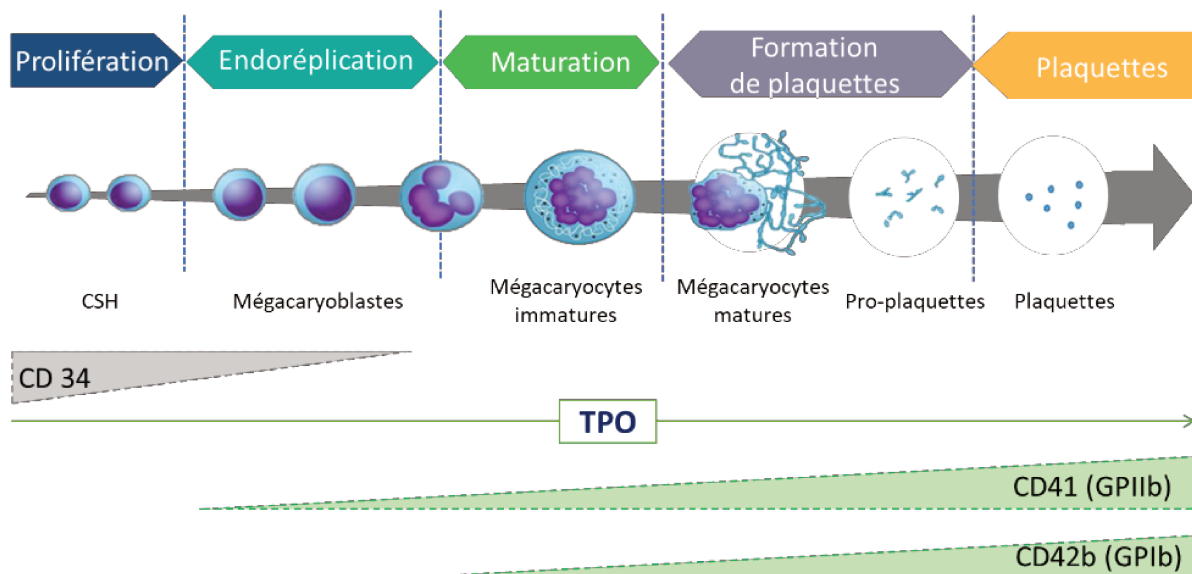 Prolifération
Endoréplication
Maturation
Formation
de plaquettes
Plaquettes
CSH
Mégacaryoblastes
Mégacaryocytes
immatures
Mégacaryocytes
matures
Pro-plaquettes
Plaquettes
CD 34
TPO
CD41 (GPIIb)
CD42b (GPIb)